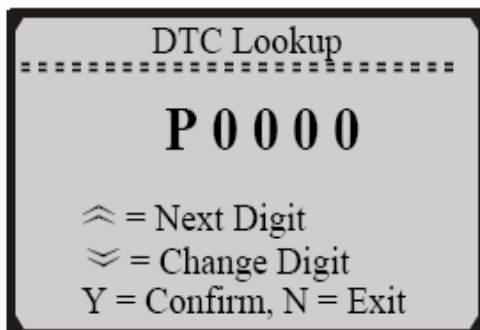 DTC Lookup
==============================
P 0 0 0 0
︽ = Next Digit
︾ = Change Digit
Y = Confirm, N = Exit